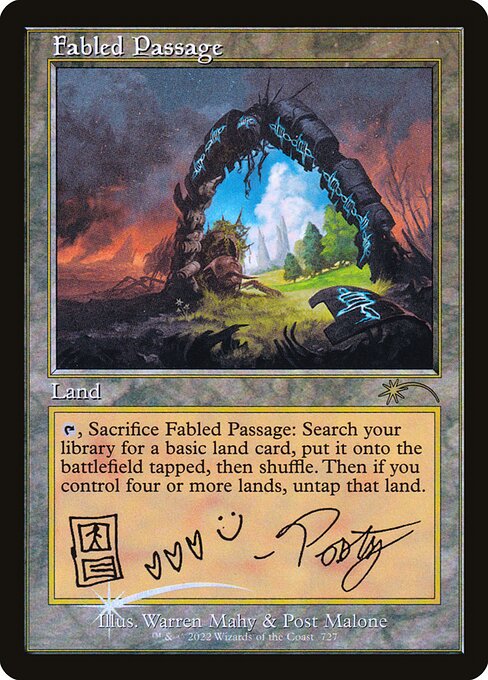 Fabled Passage
Land
, Sacrifice Fabled Passage: Search your
library for a basic land card, put it onto the
battlefield tapped, then shuffle. Then if you
control four or more lands, untap that land.
- Posty
Illus. Warren Mahy & Post Malone
™ & © 2022 Wizards of the Coast 727